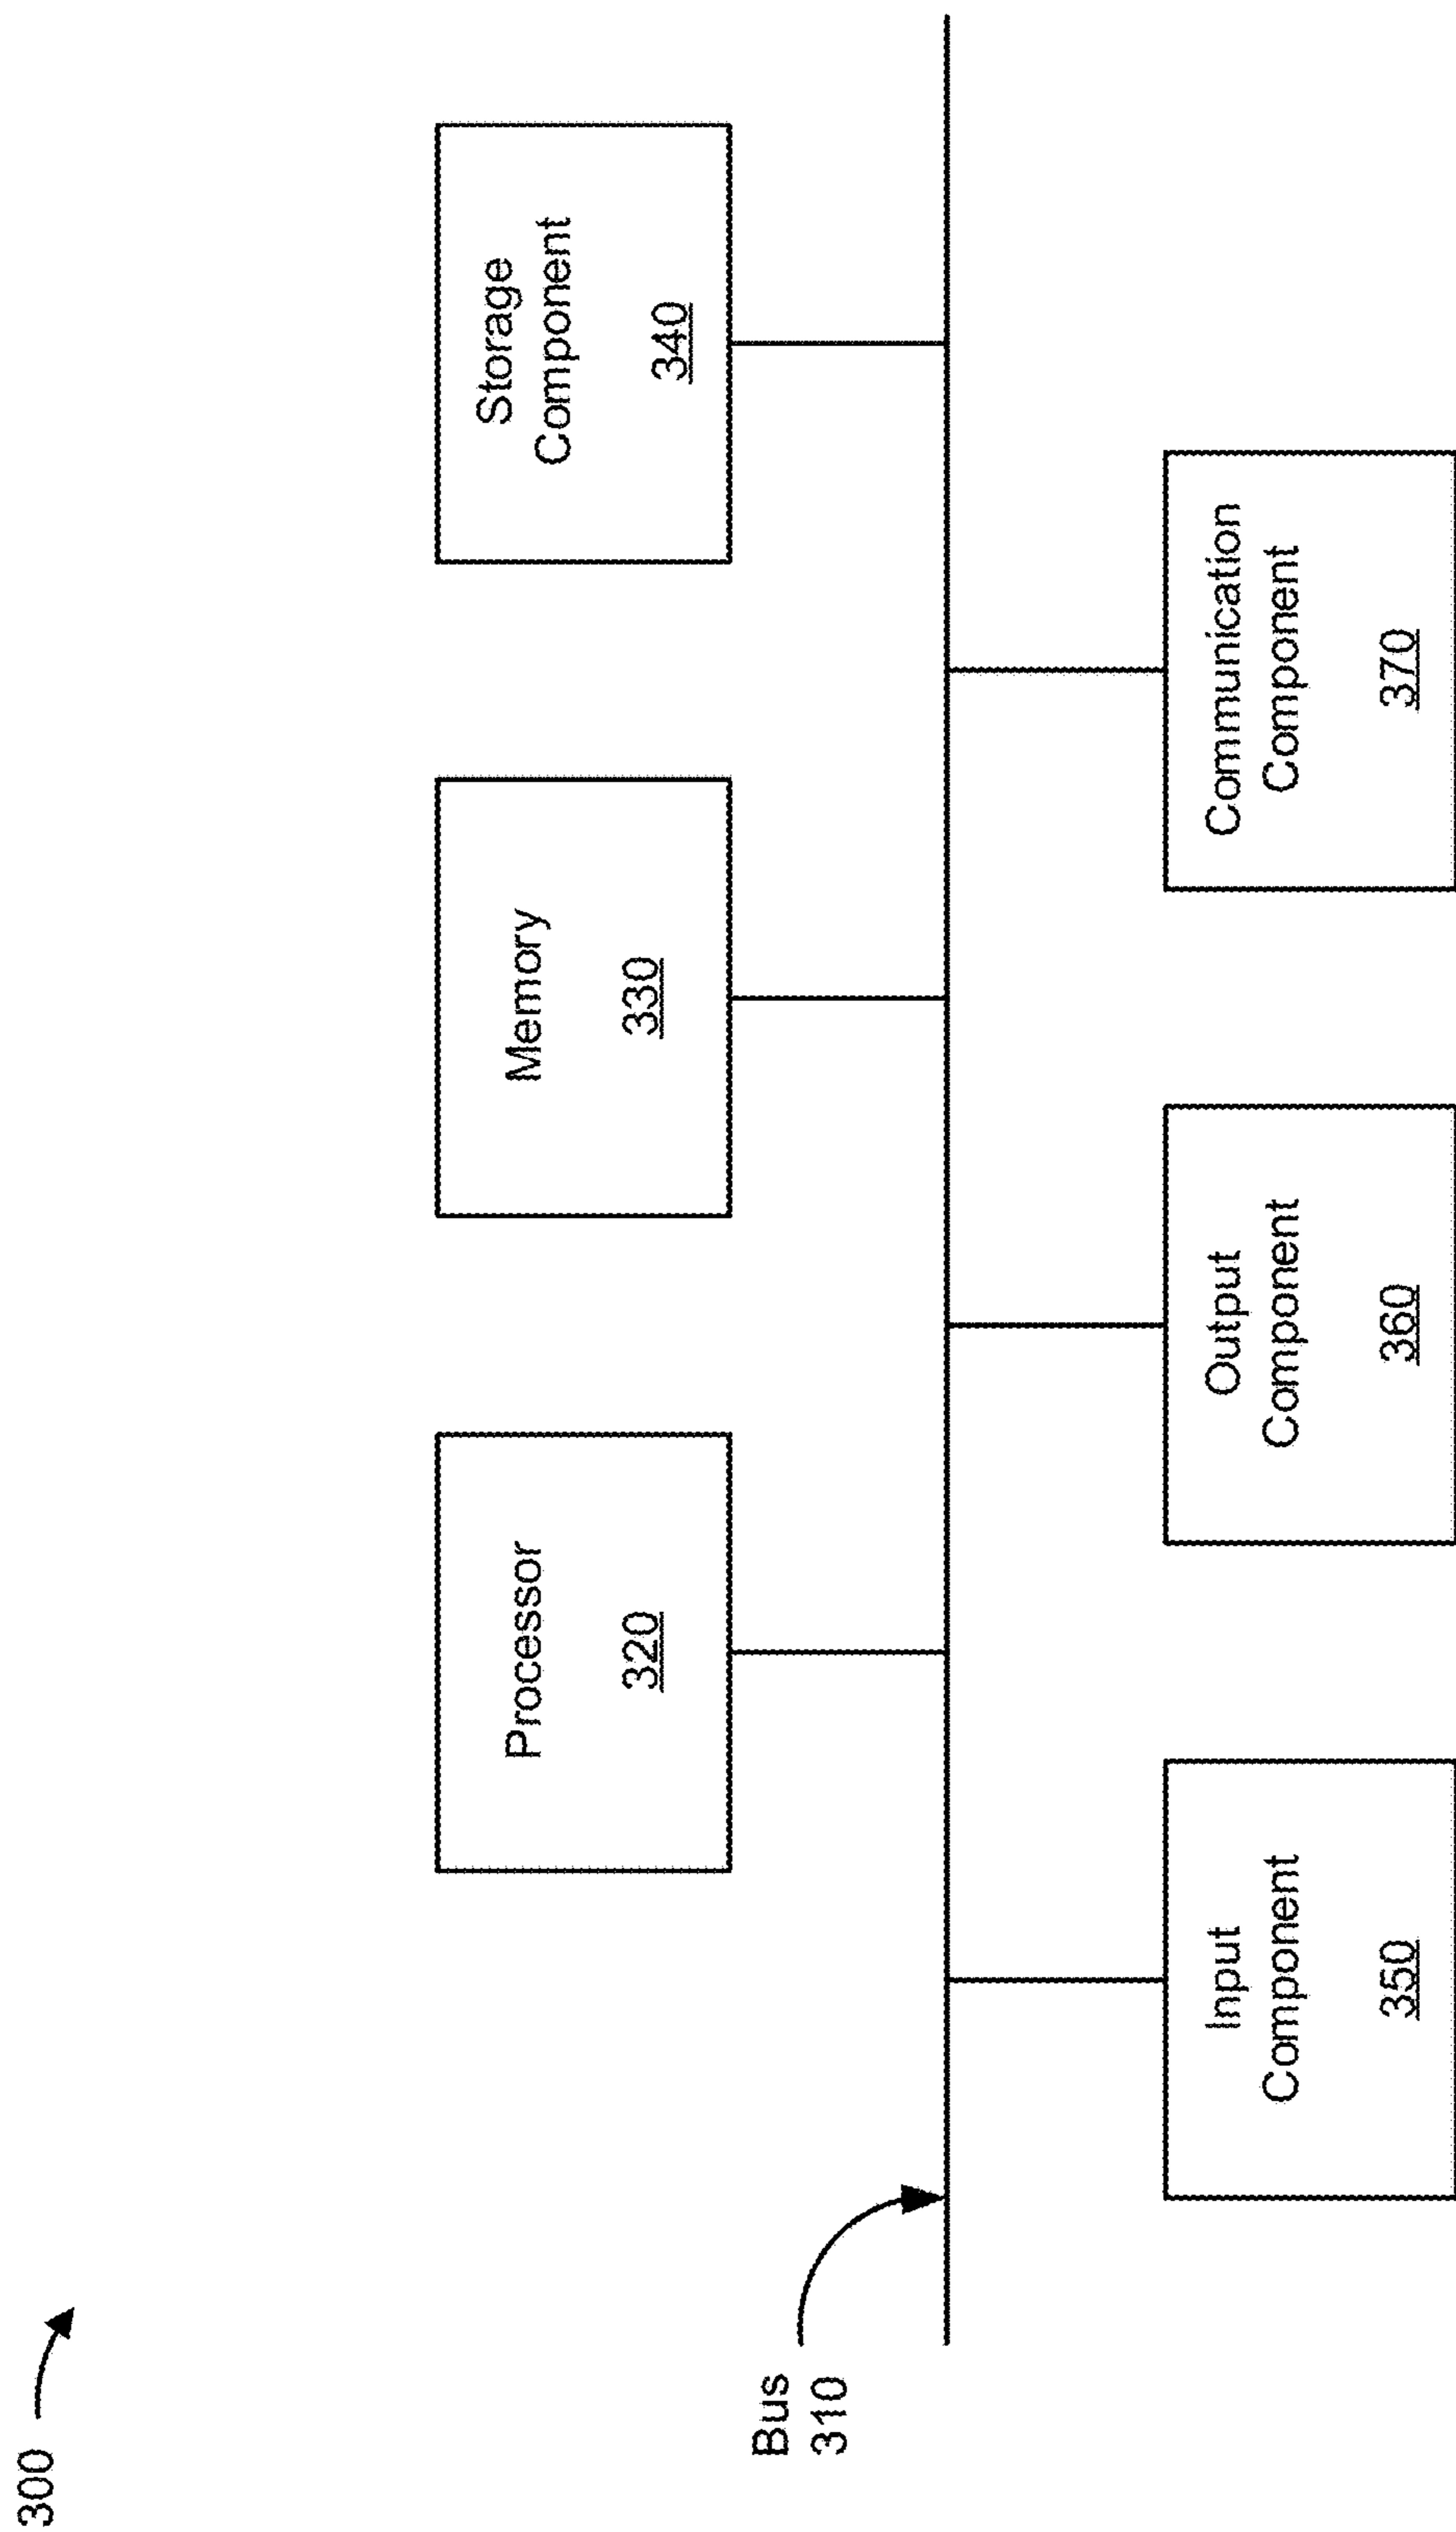 300
Processor
320
Memory
330
Storage
Component
340
Bus
310
Input
Component
350
Output
Component
360
Communication
Component
370